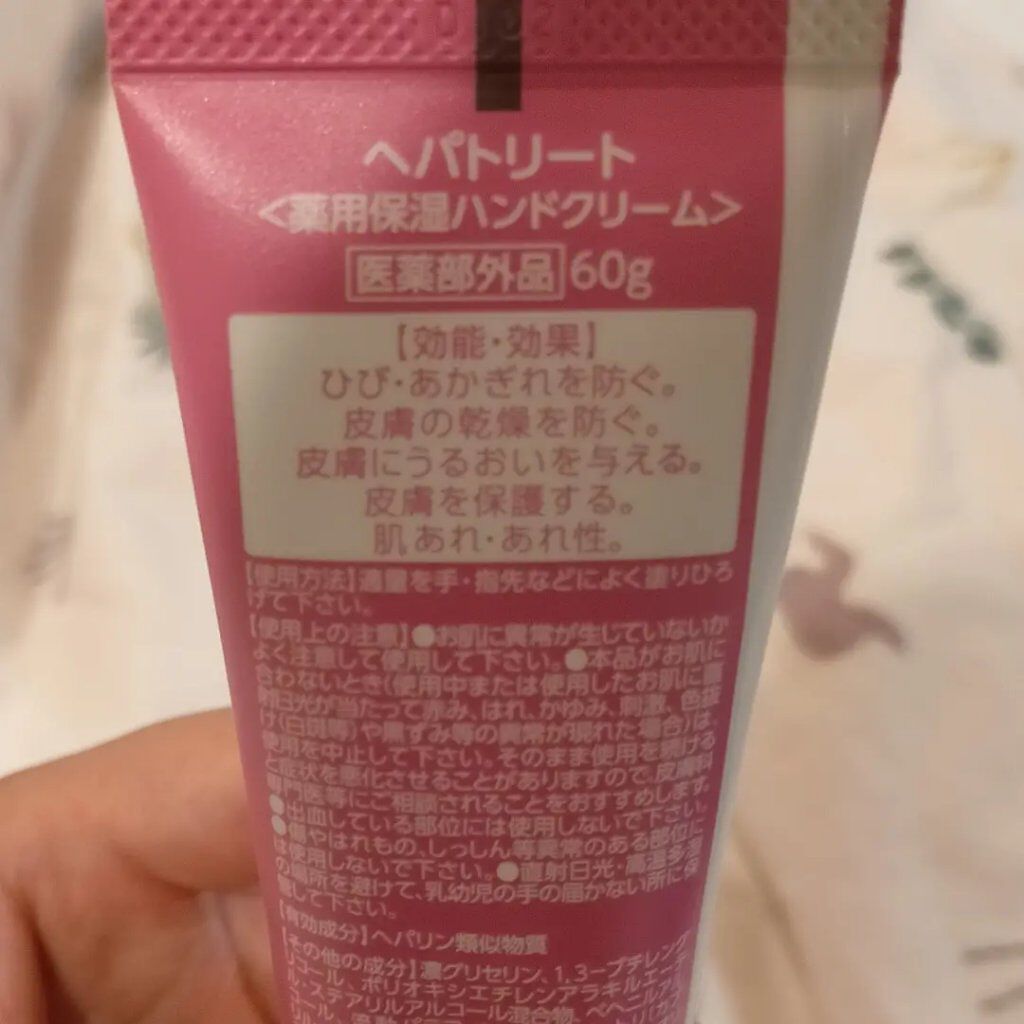 ヘパトリート
<薬用保湿ハンドクリーム>
医薬部外品 60g
【効能・効果】
ひび・あかぎれを防ぐ。
皮膚の乾燥を防ぐ。
皮膚にうるおいを与える。
皮膚を保護する。
肌あれ・あれ性。
【使用方法】適量を手・指先などによく塗りひろ
げて下さい。
【使用上の注意】●お肌に異常が生じていないか
よく注意して使用して下さい。●本品がお肌に
合わないとき(使用中または使用したお肌に直
射日光が当たって赤み、はれ、かゆみ、刺激、色抜
け(白斑等)や黒ずみ等の異常が現れた場合)は、
使用を中止して下さい。そのまま使用を続ける
と症状を悪化させることがありますので、皮膚科
専門医等にご相談されることをおすすめします。
●出血している部位には使用しないで下さい。
●傷やはれもの、しっしん等異常のある部位に
は使用しないで下さい。●直射日光・高温多湿
の場所を避けて、乳幼児の手の届かない所に保
管して下さい。
【有効成分】ヘパリン類似物質
【その他の成分】濃グリセリン、1,3-ブチレング
リコール、ポリオキシエチレンアラキルエーテ
ル・ステアリルアルコール混合物、ベヘニルア